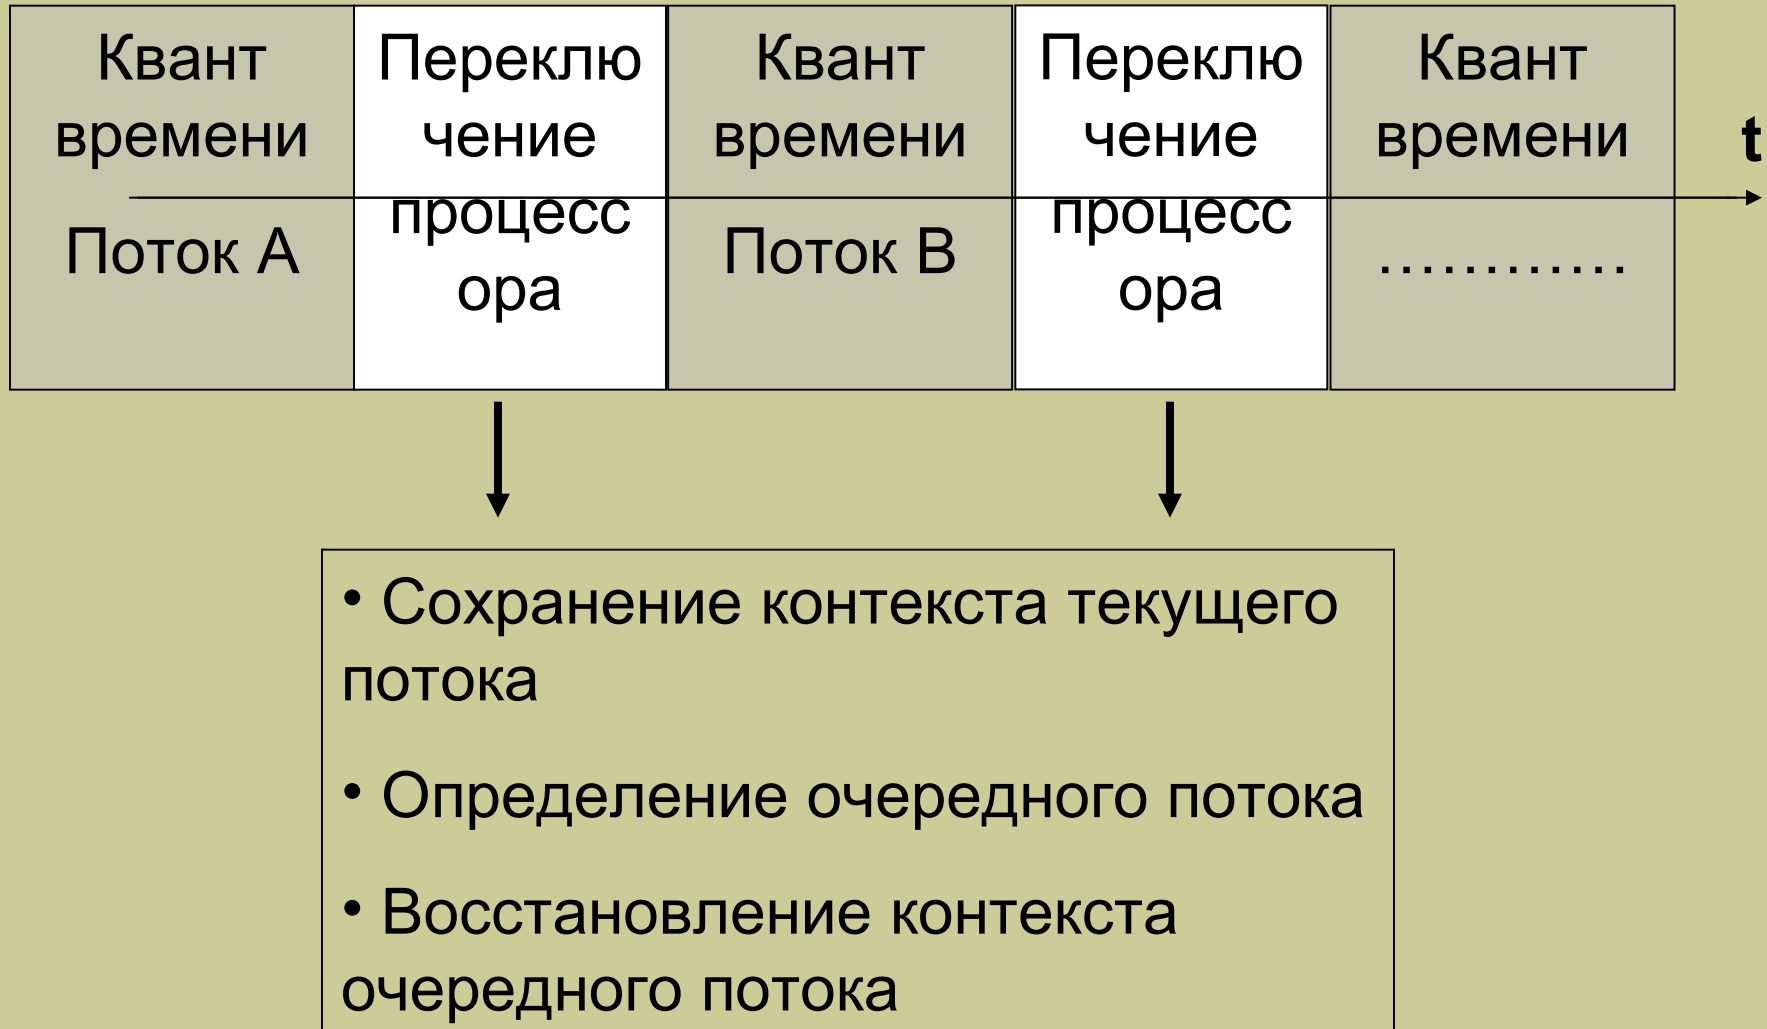 Квант
времени
Поток А
Переклю
чение
процесс
ора
Квант
времени
Поток В
Переклю
чение
процесс
ора
Квант
времени
…………
t
• Сохранение контекста текущего
потока
• Определение очередного потока
• Восстановление контекста
очередного потока